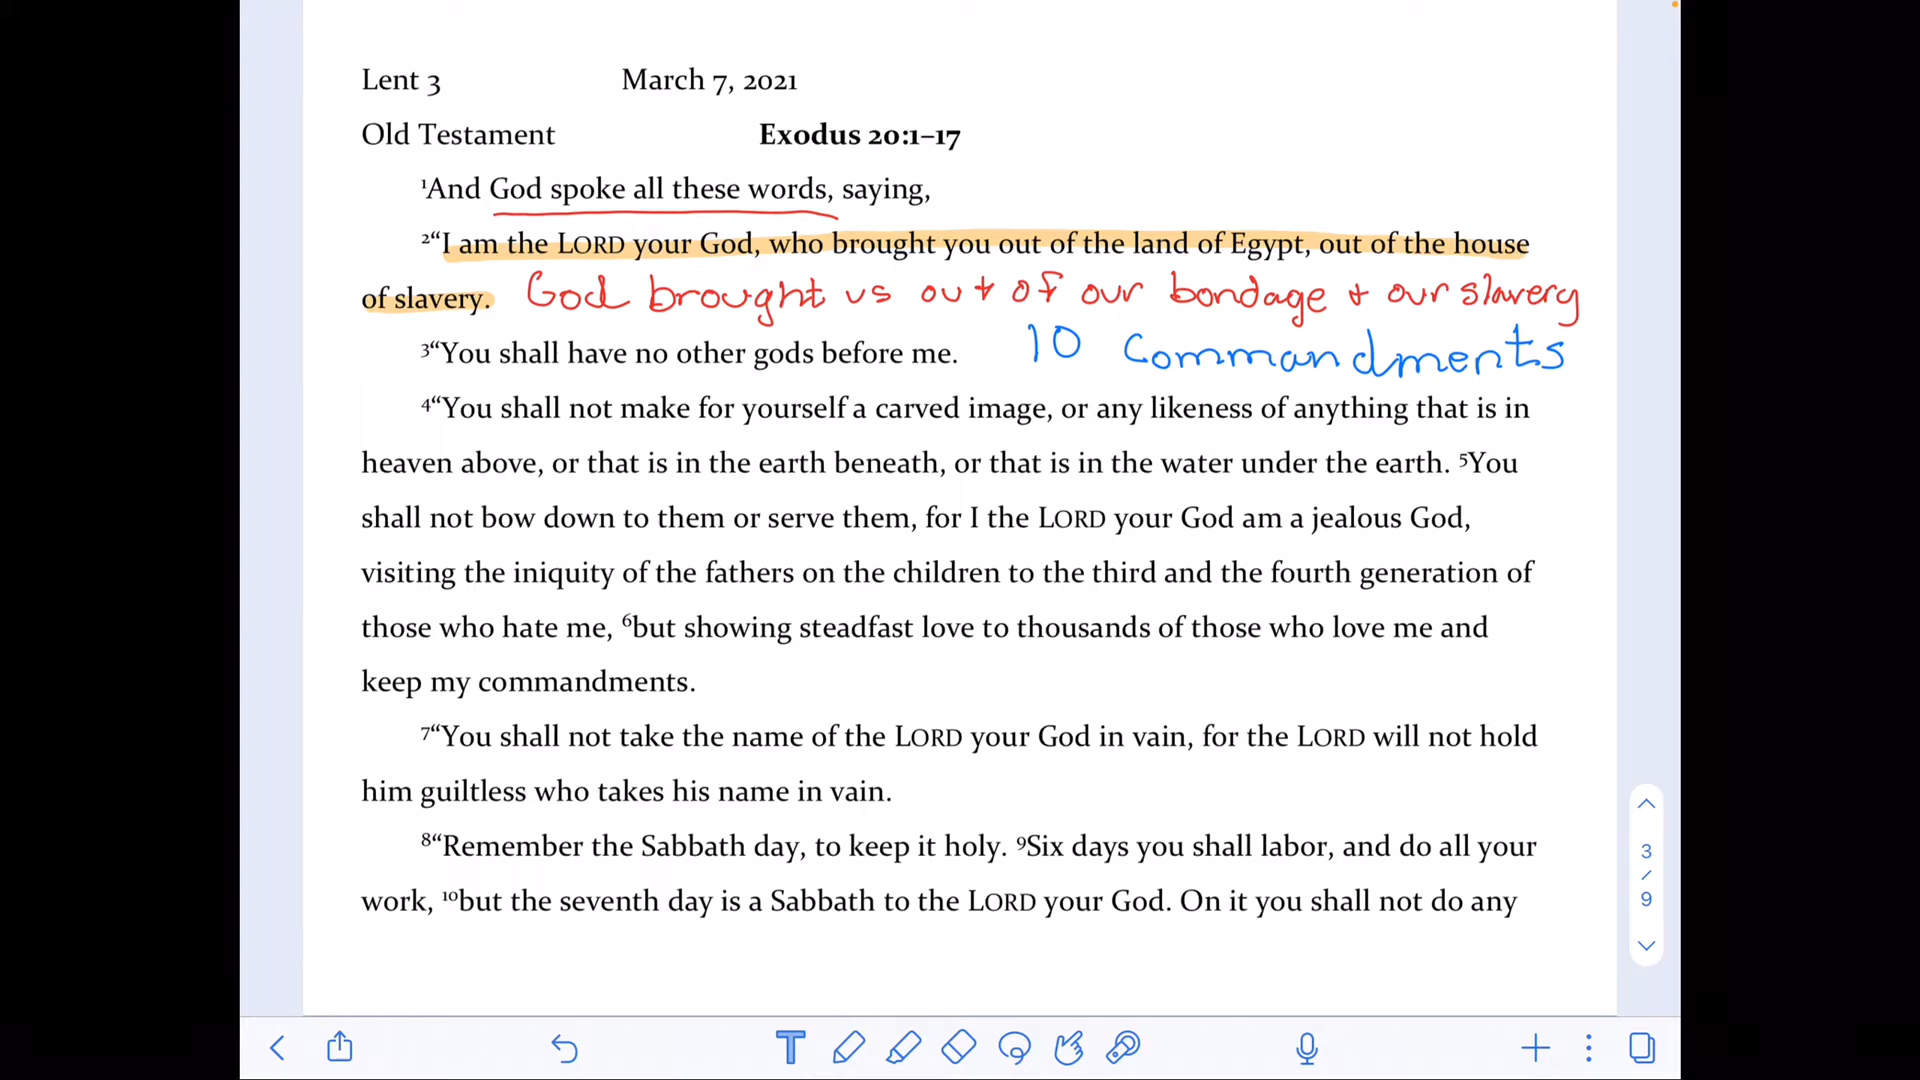 Lent 3 March 7, 2021
Old Testament Exodus 20:1–17
¹And God spoke all these words, saying,
²“I am the LORD your God, who brought you out of the land of Egypt, out of the house
of slavery. God brought us out of our bondage + our slavery
³“You shall have no other gods before me. 10 Commandments
⁴“You shall not make for yourself a carved image, or any likeness of anything that is in
heaven above, or that is in the earth beneath, or that is in the water under the earth. ⁵You
shall not bow down to them or serve them, for I the LORD your God am a jealous God,
visiting the iniquity of the fathers on the children to the third and the fourth generation of
those who hate me, ⁶but showing steadfast love to thousands of those who love me and
keep my commandments.
⁷“You shall not take the name of the LORD your God in vain, for the LORD will not hold
him guiltless who takes his name in vain.
⁸“Remember the Sabbath day, to keep it holy. ⁹Six days you shall labor, and do all your
work, ¹⁰but the seventh day is a Sabbath to the LORD your God. On it you shall not do any
3
/
9
T